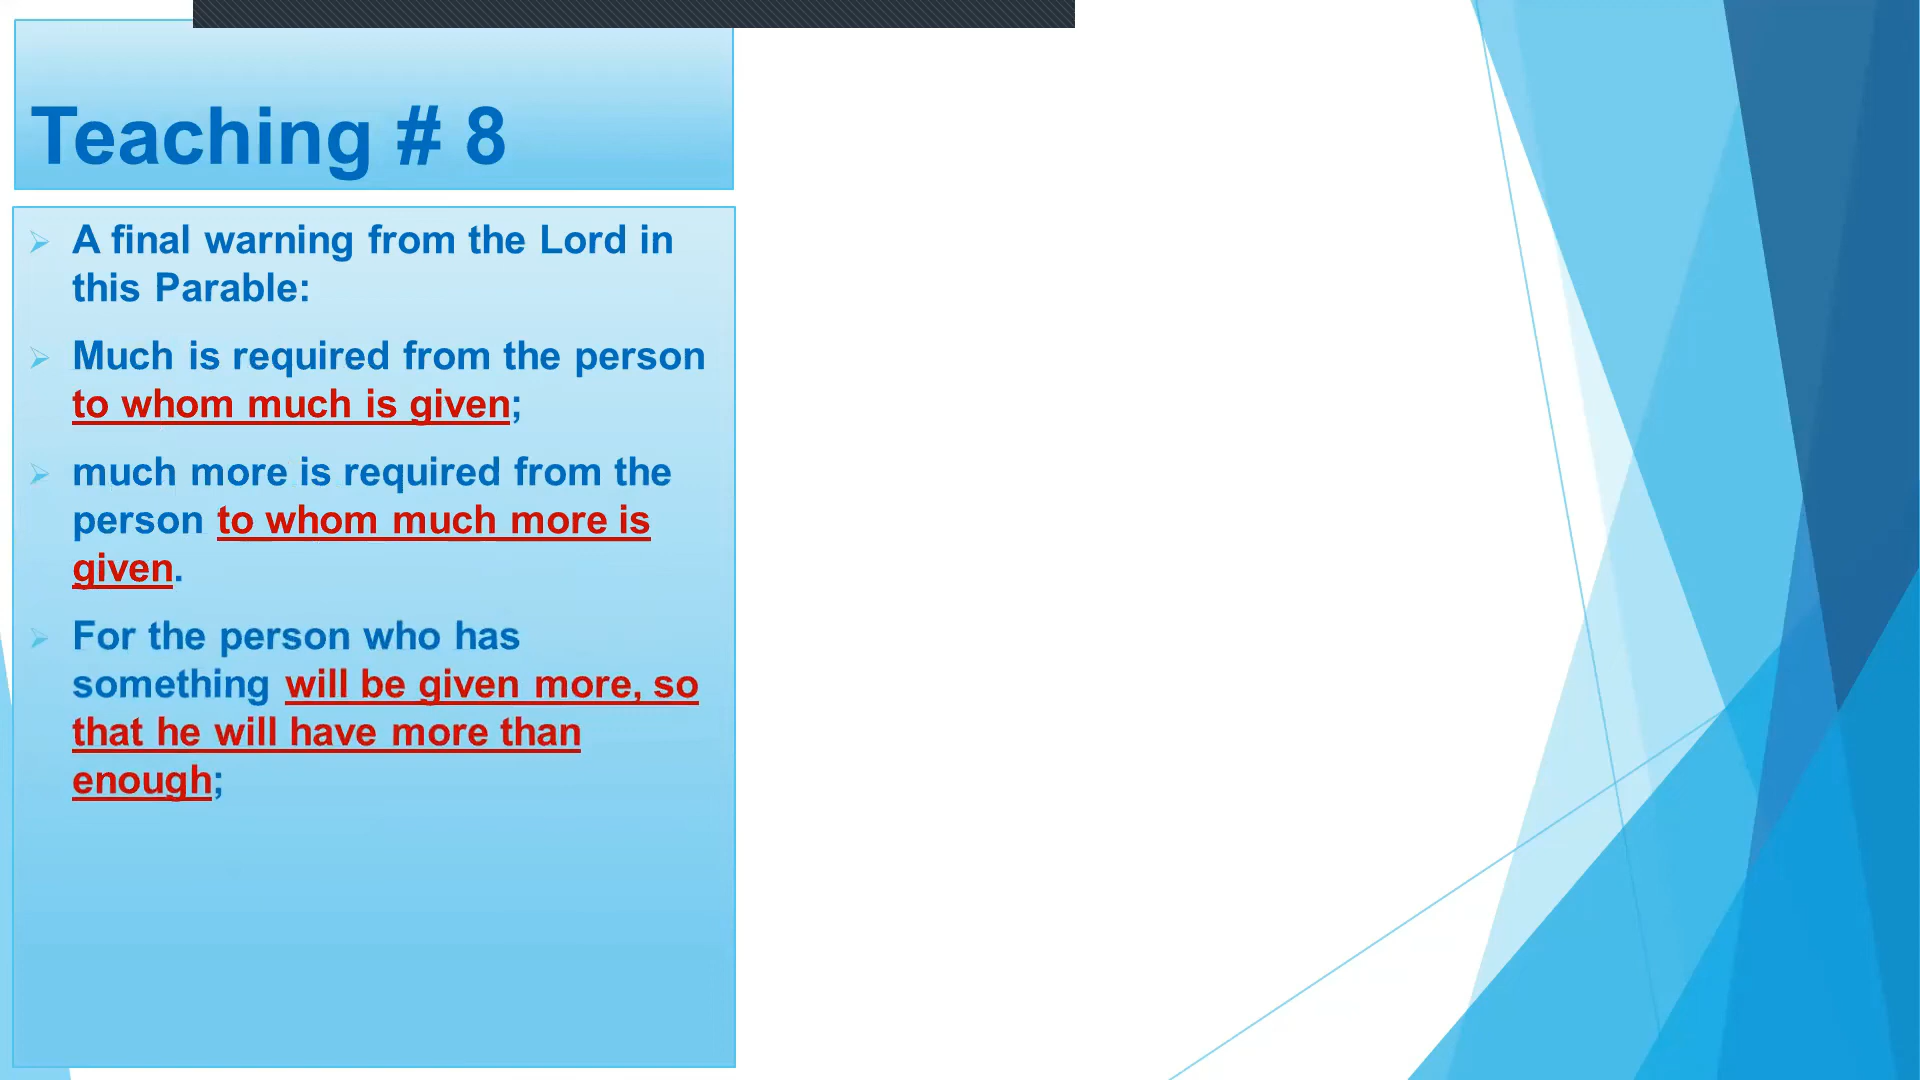 Teaching # 8
A final warning from the Lord in
this Parable:
Much is required from the person
to whom much is given;
much more is required from the
person to whom much more is
given.
For the person who has
something will be given more, so
that he will have more than
enough;